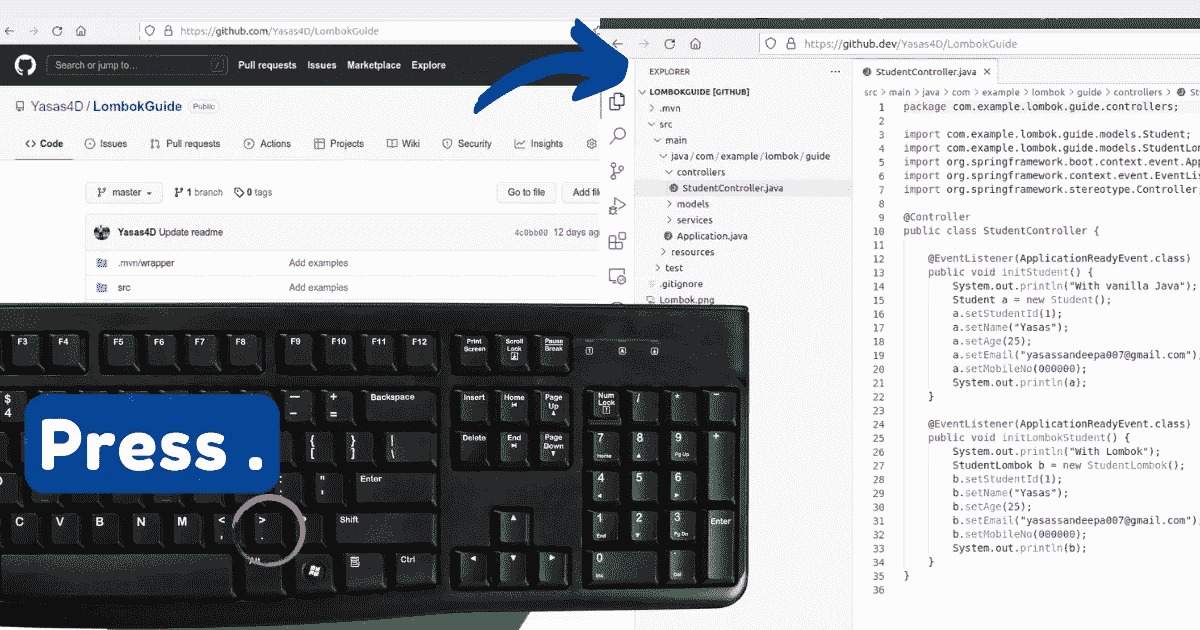 https://github.com/Yasas4D/LombokGuide
Search or jump to... /
Pull requests Issues Marketplace Explore
Yasas4D / LombokGuide Public
Code Issues Pull requests Actions Projects Wiki Security Insights
master 1 branch 0 tags Go to file Add file
Yasas4D Update readme 4c0bb00 12 days ago
.mvn/wrapper Add examples
src Add examples
https://github.dev/Yasas4D/LombokGuide
EXPLORER ...
LOMBOKGUIDE [GITHUB]
.mvn
src
main
java / com / example / lombok / guide
controllers
StudentController.java
models
services
Application.java
resources
test
.gitignore
Lombok.png
StudentController.java
src > main > java > com > example > lombok > guide > controllers > St
1 package com.example.lombok.guide.controllers;
2
3 import com.example.lombok.guide.models.Student;
4 import com.example.lombok.guide.models.StudentLom
5 import org.springframework.boot.context.event.App
6 import org.springframework.context.event.EventLis
7 import org.springframework.stereotype.Controller;
8
9 @Controller
10 public class StudentController {
11
12 @EventListener(ApplicationReadyEvent.class)
13 public void initStudent() {
14 System.out.println("With vanilla Java");
15 Student a = new Student();
16 a.setStudentId(1);
17 a.setName("Yasas");
18 a.setAge(25);
19 a.setEmail("yasassandeepa007@gmail.com");
20 a.setMobileNo(000000);
21 System.out.println(a);
22 }
23
24 @EventListener(ApplicationReadyEvent.class)
25 public void initLombokStudent() {
26 System.out.println("With Lombok");
27 StudentLombok b = new StudentLombok();
28 b.setStudentId(1);
29 b.setName("Yasas");
30 b.setAge(25);
31 b.setEmail("yasassandeepa007@gmail.com")
32 b.setMobileNo(000000);
33 System.out.println(b);
34 }
35 }
36
F3 F4 F5 F6 F7 F8 F9 F10 F11 F12 Print Screen Scroll Lock Pause Break
$ 4 – - + = Backspace Insert Home Page Up Num Lock / * -
Press .
{ [ } ] | \ Delete End Page Down 7 Home 8 9 Pg Up +
: ; " ' Enter 4 5 6
C V B N M < , > . Shift 1 End 2 3 Pg Dn Enter
Alt Ctrl 0 Ins . Del